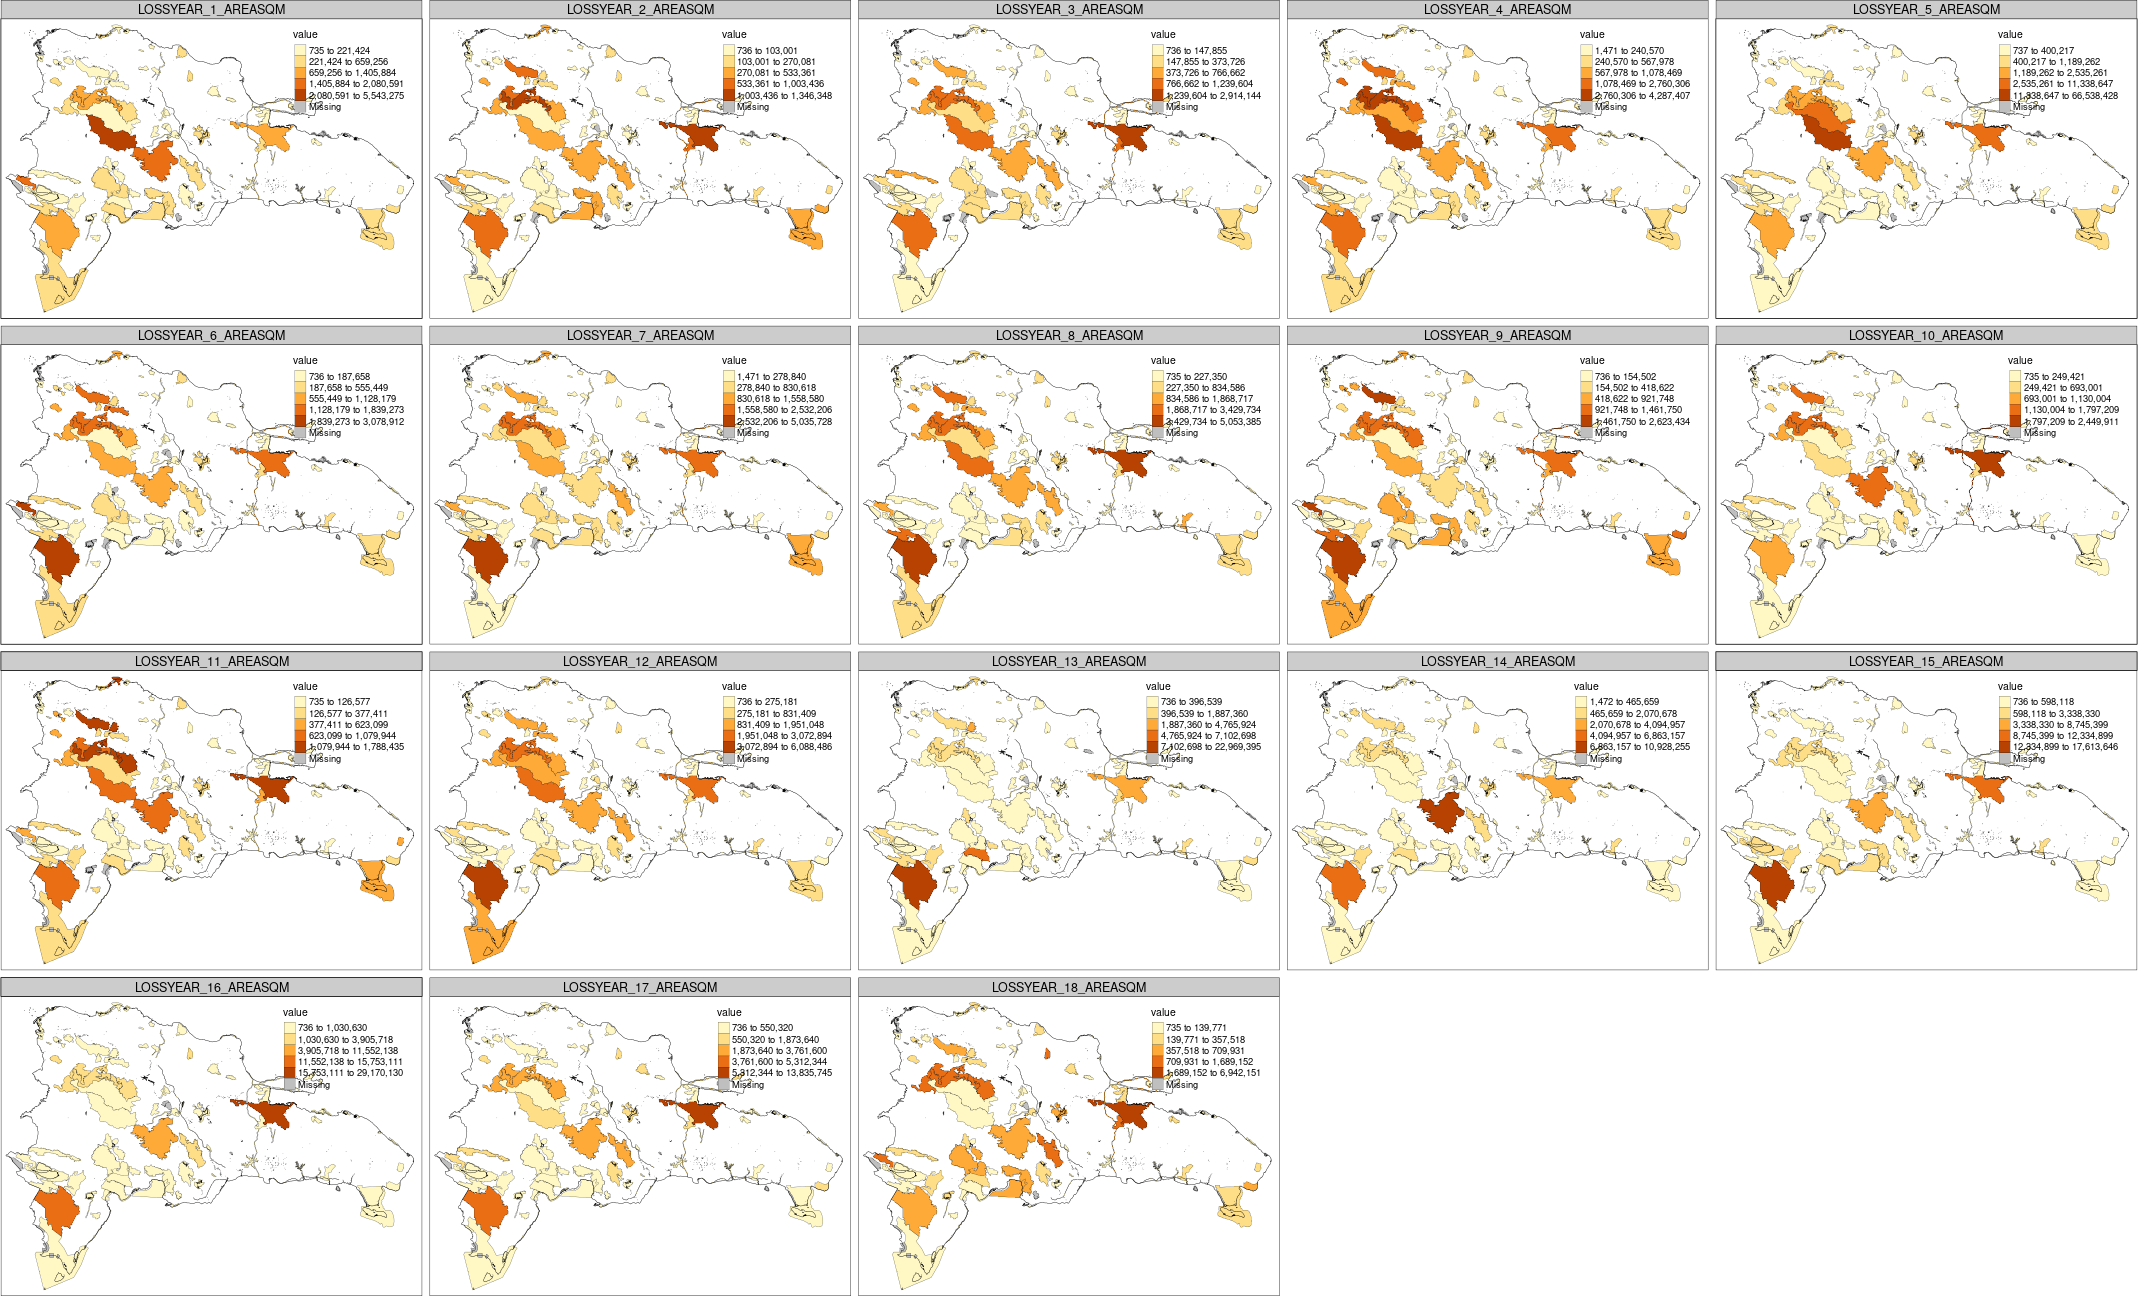 LOSSYEAR_1_AREASQM
value
735 to 221,424
221,424 to 659,256
659,256 to 1,405,884
1,405,884 to 2,080,591
2,080,591 to 5,543,275
Missing
LOSSYEAR_2_AREASQM
value
736 to 103,001
103,001 to 270,081
270,081 to 533,361
533,361 to 1,003,436
1,003,436 to 1,346,348
Missing
LOSSYEAR_3_AREASQM
value
736 to 147,855
147,855 to 373,726
373,726 to 766,662
766,662 to 1,239,604
1,239,604 to 2,914,144
Missing
LOSSYEAR_4_AREASQM
value
1,471 to 240,570
240,570 to 567,978
567,978 to 1,078,469
1,078,469 to 2,760,306
2,760,306 to 4,287,407
Missing
LOSSYEAR_5_AREASQM
value
737 to 400,217
400,217 to 1,189,262
1,189,262 to 2,535,261
2,535,261 to 11,338,647
11,338,647 to 66,538,428
Missing
LOSSYEAR_6_AREASQM
value
736 to 187,658
187,658 to 555,449
555,449 to 1,128,179
1,128,179 to 1,839,273
1,839,273 to 3,078,912
Missing
LOSSYEAR_7_AREASQM
value
1,471 to 278,840
278,840 to 830,618
830,618 to 1,558,580
1,558,580 to 2,532,206
2,532,206 to 5,035,728
Missing
LOSSYEAR_8_AREASQM
value
735 to 227,350
227,350 to 834,586
834,586 to 1,868,717
1,868,717 to 3,429,734
3,429,734 to 5,053,385
Missing
LOSSYEAR_9_AREASQM
value
736 to 154,502
154,502 to 418,622
418,622 to 921,748
921,748 to 1,461,750
1,461,750 to 2,623,434
Missing
LOSSYEAR_10_AREASQM
value
735 to 249,421
249,421 to 693,001
693,001 to 1,130,004
1,130,004 to 1,797,209
1,797,209 to 2,449,911
Missing
LOSSYEAR_11_AREASQM
value
735 to 126,577
126,577 to 377,411
377,411 to 623,099
623,099 to 1,079,944
1,079,944 to 1,788,435
Missing
LOSSYEAR_12_AREASQM
value
736 to 275,181
275,181 to 831,409
831,409 to 1,951,048
1,951,048 to 3,072,894
3,072,894 to 6,088,486
Missing
LOSSYEAR_13_AREASQM
value
736 to 396,539
396,539 to 1,887,360
1,887,360 to 4,765,924
4,765,924 to 7,102,698
7,102,698 to 22,969,395
Missing
LOSSYEAR_14_AREASQM
value
1,472 to 465,659
465,659 to 2,070,678
2,070,678 to 4,094,957
4,094,957 to 6,863,157
6,863,157 to 10,928,255
Missing
LOSSYEAR_15_AREASQM
value
736 to 598,118
598,118 to 3,338,330
3,338,330 to 8,745,399
8,745,399 to 12,334,899
12,334,899 to 17,613,646
Missing
LOSSYEAR_16_AREASQM
value
736 to 1,030,630
1,030,630 to 3,905,718
3,905,718 to 11,552,138
11,552,138 to 15,753,111
15,753,111 to 29,170,130
Missing
LOSSYEAR_17_AREASQM
value
736 to 550,320
550,320 to 1,873,640
1,873,640 to 3,761,600
3,761,600 to 5,312,344
5,312,344 to 13,835,745
Missing
LOSSYEAR_18_AREASQM
value
735 to 139,771
139,771 to 357,518
357,518 to 709,931
709,931 to 1,689,152
1,689,152 to 6,942,151
Missing